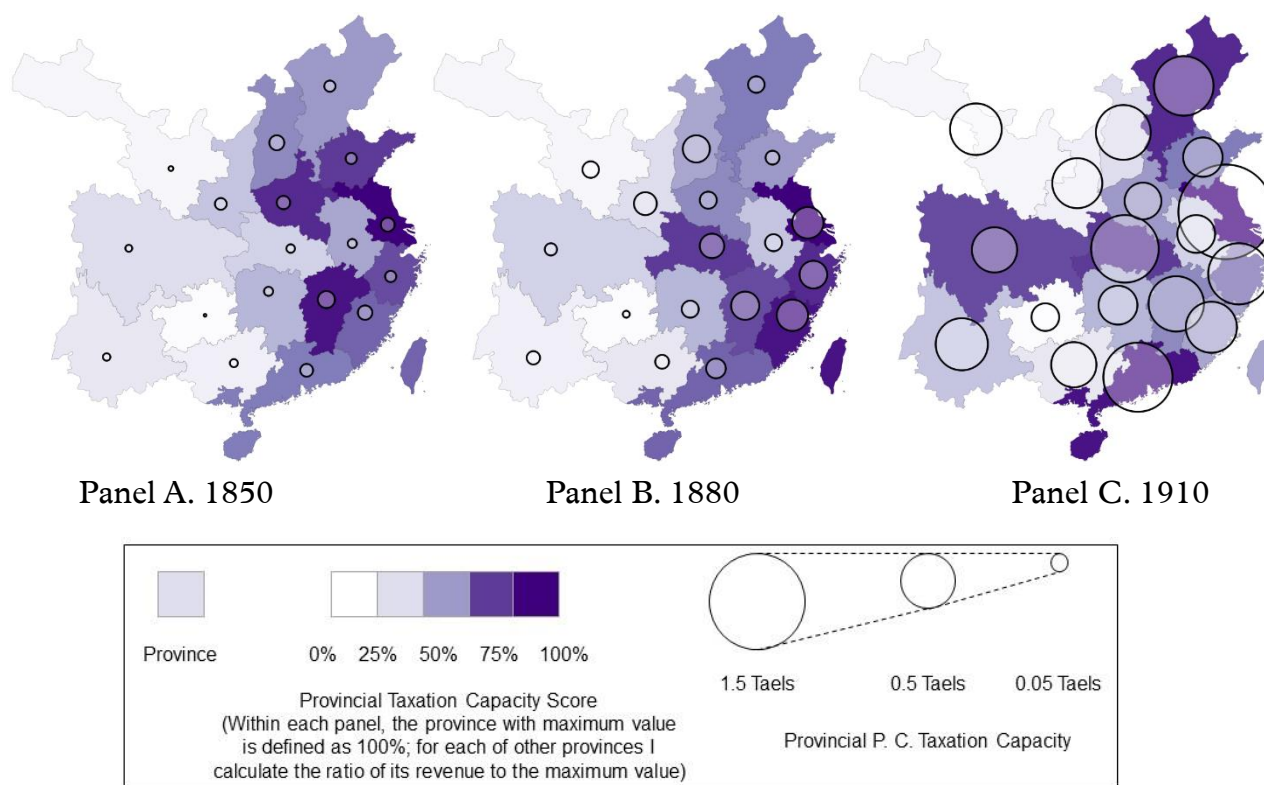 Panel A. 1850
Panel B. 1880
Panel C. 1910
Province
0% 25% 50% 75% 100%
Provincial Taxation Capacity Score
(Within each panel, the province with maximum value
is defined as 100%; for each of other provinces I
calculate the ratio of its revenue to the maximum value)
1.5 Taels
0.5 Taels
0.05 Taels
Provincial P. C. Taxation Capacity